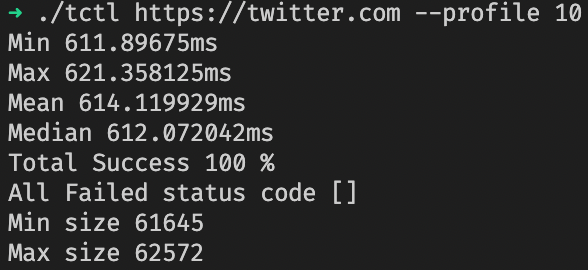 ➜ ./tctl https://twitter.com --profile 10
Min 611.89675ms
Max 621.358125ms
Mean 614.119929ms
Median 612.072042ms
Total Success 100 %
All Failed status code []
Min size 61645
Max size 62572